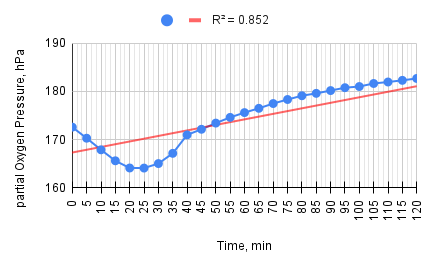 R² = 0.852
190
180
170
160
partial Oxygen Pressure, hPa
0 5 10 15 20 25 30 35 40 45 50 55 60 65 70 75 80 85 90 95 100 105 110 115 120
Time, min